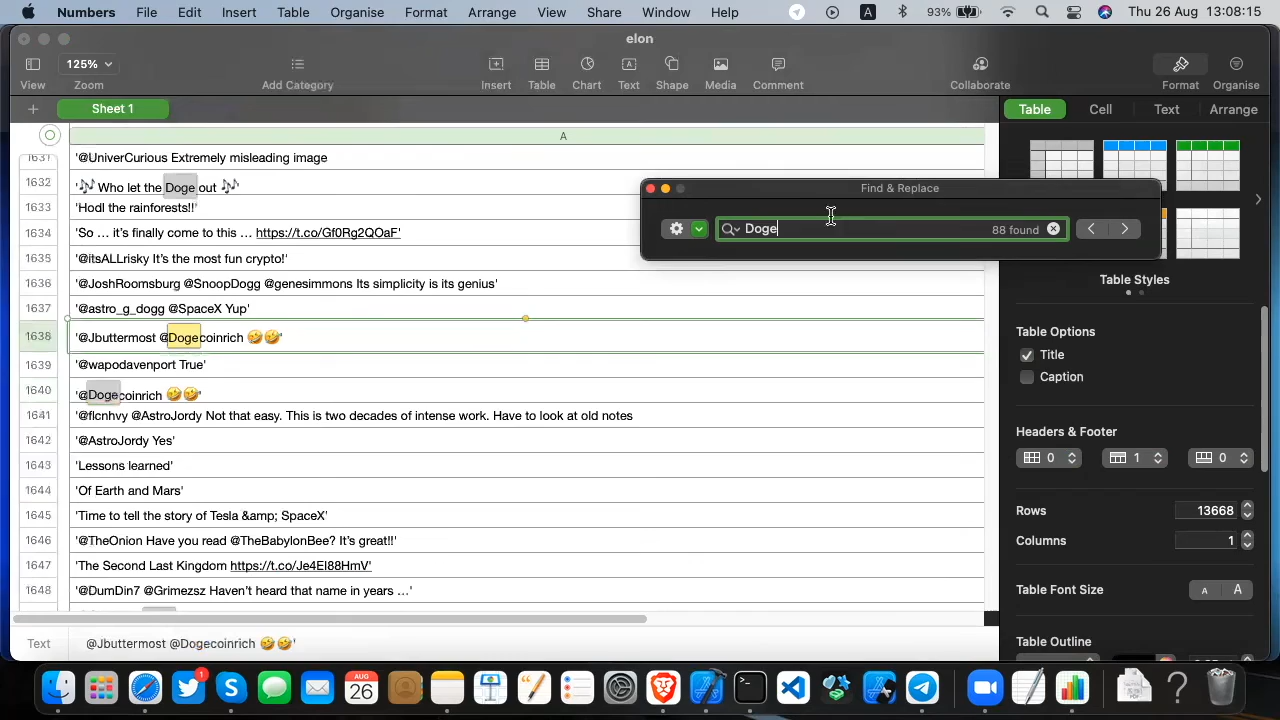 Numbers File Edit Insert Table Organise Format Arrange View Share Window Help A 93% Thu 26 Aug 13:08:15
elon
125%
View Zoom Add Category Insert Table Chart Text Shape Media Comment Collaborate Format Organise
Sheet 1
Table Cell Text Arrange
A
1631 '@UniverCurious Extremely misleading image
1632 '🎶 Who let the Doge out 🎶'
1633 'Hodl the rainforests!!'
1634 'So … it's finally come to this … https://t.co/Gf0Rg2QOaF'
1635 '@itsALLrisky It's the most fun crypto!'
1636 '@JoshRoomsburg @SnoopDogg @genesimmons Its simplicity is its genius'
1637 '@astro_g_dogg @SpaceX Yup'
1638 '@Jbuttermost @Dogecoinrich 🤣🤣'
1639 '@wapodavenport True'
1640 '@Dogecoinrich 🤣🤣'
1641 '@flcnhvy @AstroJordy Not that easy. This is two decades of intense work. Have to look at old notes
1642 '@AstroJordy Yes'
1643 'Lessons learned'
1644 'Of Earth and Mars'
1645 'Time to tell the story of Tesla &amp; SpaceX'
1646 '@TheOnion Have you read @TheBabylonBee? It's great!!'
1647 'The Second Last Kingdom https://t.co/Je4EI88HmV'
1648 '@DumDin7 @Grimezsz Haven't heard that name in years …'
Find & Replace
Doge 88 found
Table Styles
Table Options
Title
Caption
Headers & Footer
0 1 0
Rows 13668
Columns 1
Table Font Size A A
Table Outline
Text @Jbuttermost @Dogecoinrich 🤣🤣'
1
AUG
26